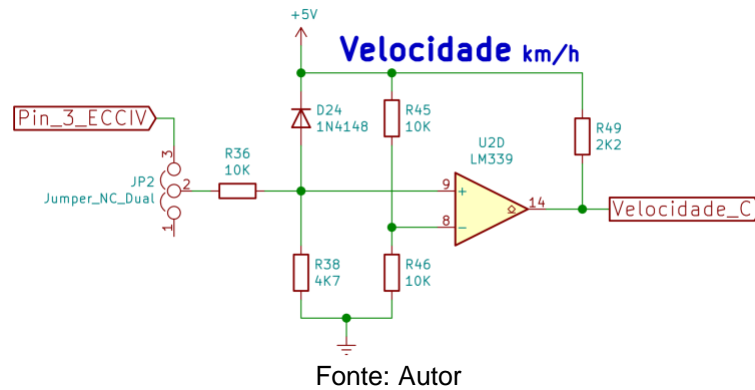 +5V
Velocidade km/h
Pin_3_ECCIV
D24
1N4148
R45
10K
R49
2K2
U2D
LM339
3
R36
10K
JP2
Jumper_NC_Dual
2
1
9
+
8
-
14
Velocidade_C
R38
4K7
R46
10K
Fonte: Autor